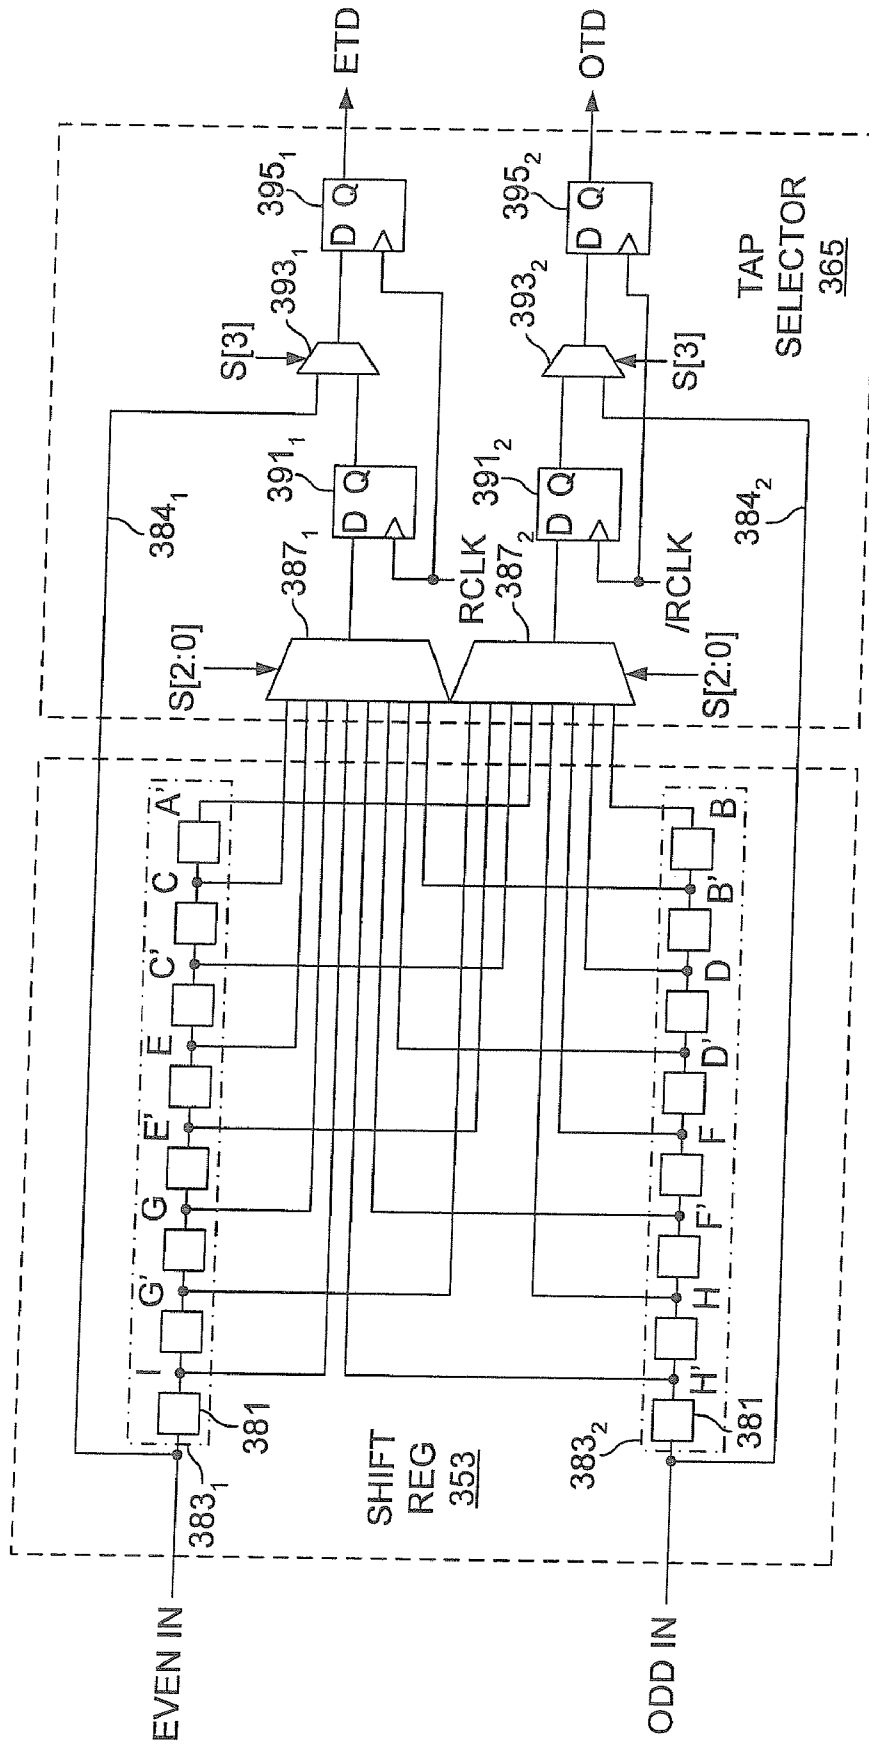 EVEN IN
ODD IN
383₁
381
I
G'
G
E'
E
C'
C
A'
SHIFT
REG
353
383₂
381
H'
H
F'
F
D'
D
B'
B
384₁
S[2:0]
387₁
391₁
D Q
RCLK
S[3]
393₁
395₁
D Q
ETD
S[2:0]
387₂
391₂
D Q
/RCLK
384₂
S[3]
393₂
395₂
D Q
OTD
TAP
SELECTOR
365